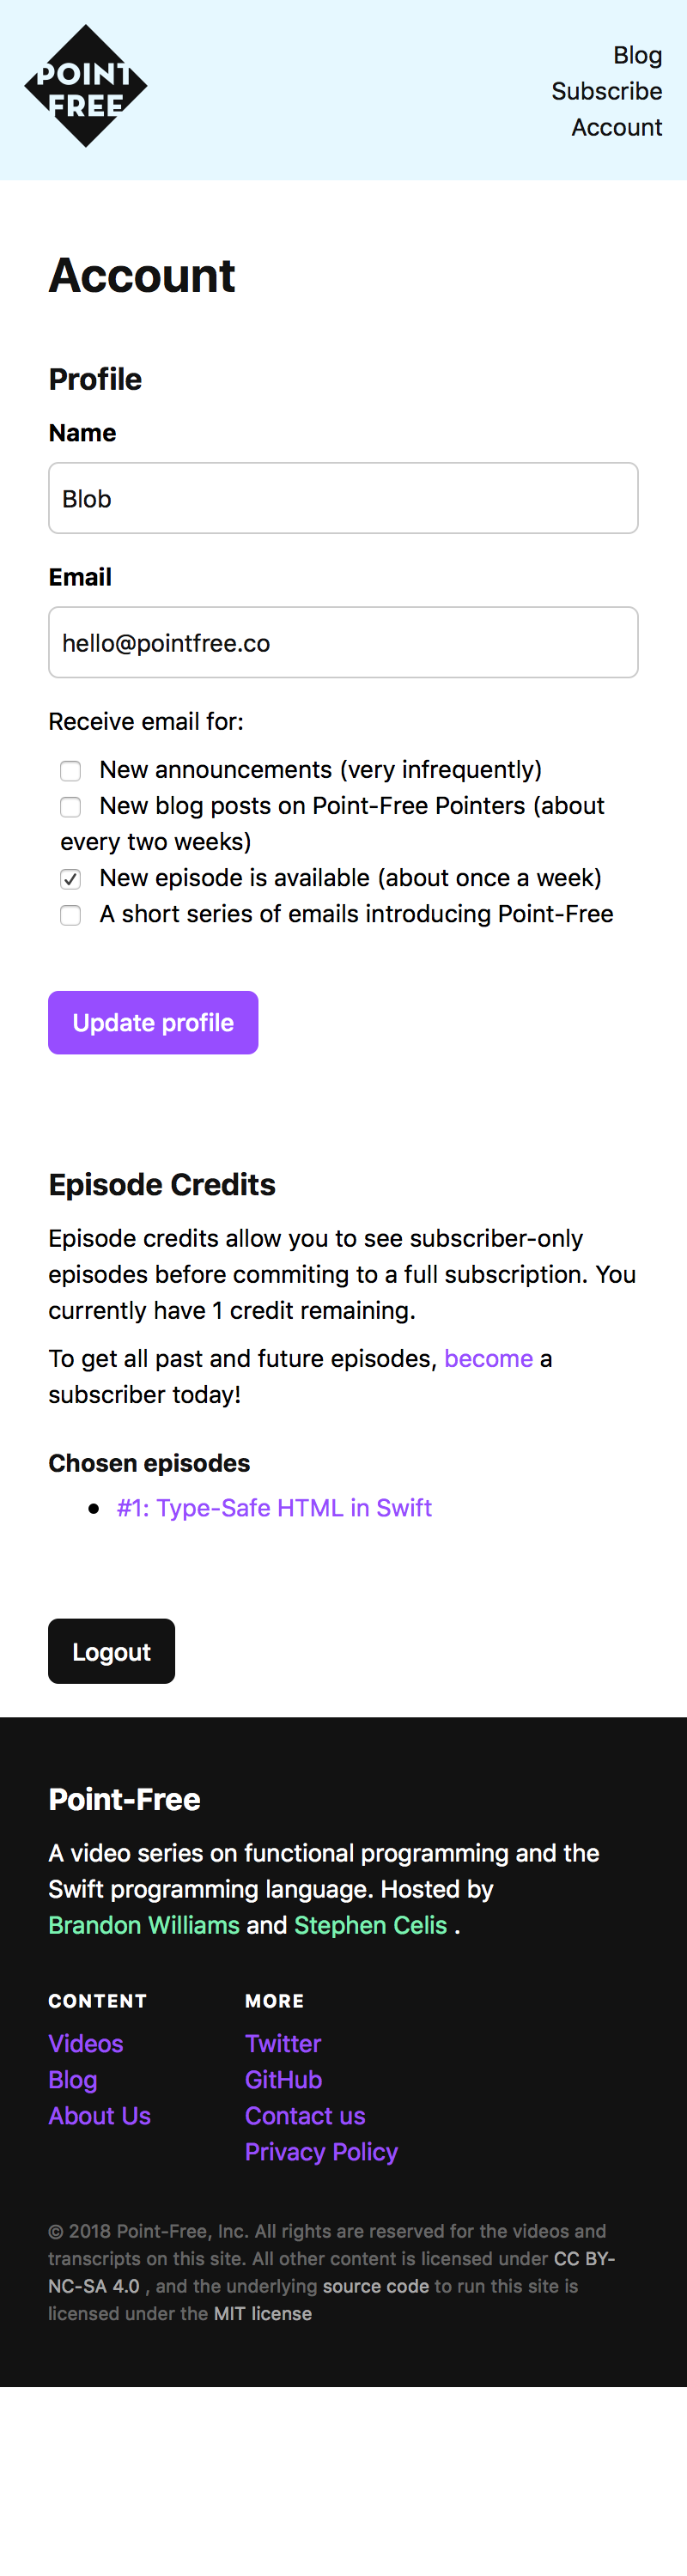 POINT
FREE
Blog
Subscribe
Account
Account
Profile
Name
Blob
Email
hello@pointfree.co
Receive email for:
New announcements (very infrequently)
New blog posts on Point-Free Pointers (about
every two weeks)
New episode is available (about once a week)
A short series of emails introducing Point-Free
Update profile
Episode Credits
Episode credits allow you to see subscriber-only
episodes before commiting to a full subscription. You
currently have 1 credit remaining.
To get all past and future episodes, become a
subscriber today!
Chosen episodes
#1: Type-Safe HTML in Swift
Logout
Point-Free
A video series on functional programming and the
Swift programming language. Hosted by
Brandon Williams and Stephen Celis .
CONTENT
Videos
Blog
About Us
MORE
Twitter
GitHub
Contact us
Privacy Policy
© 2018 Point-Free, Inc. All rights are reserved for the videos and
transcripts on this site. All other content is licensed under CC BY-
NC-SA 4.0 , and the underlying source code to run this site is
licensed under the MIT license